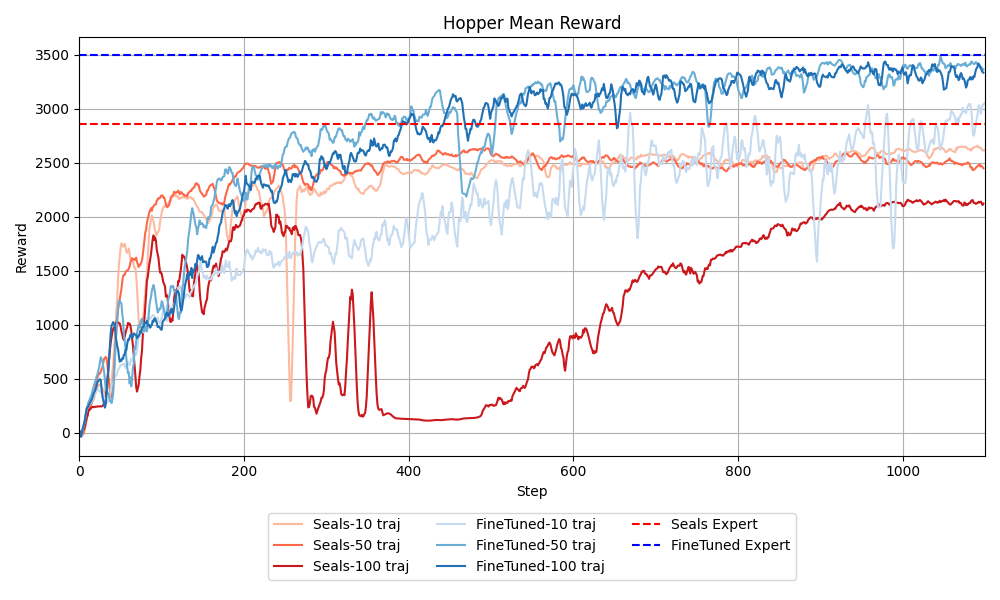 Hopper Mean Reward
Reward
3500
3000
2500
2000
1500
1000
500
0
0 200 400 600 800 1000
Step
Seals-10 traj FineTuned-10 traj Seals Expert
Seals-50 traj FineTuned-50 traj FineTuned Expert
Seals-100 traj FineTuned-100 traj